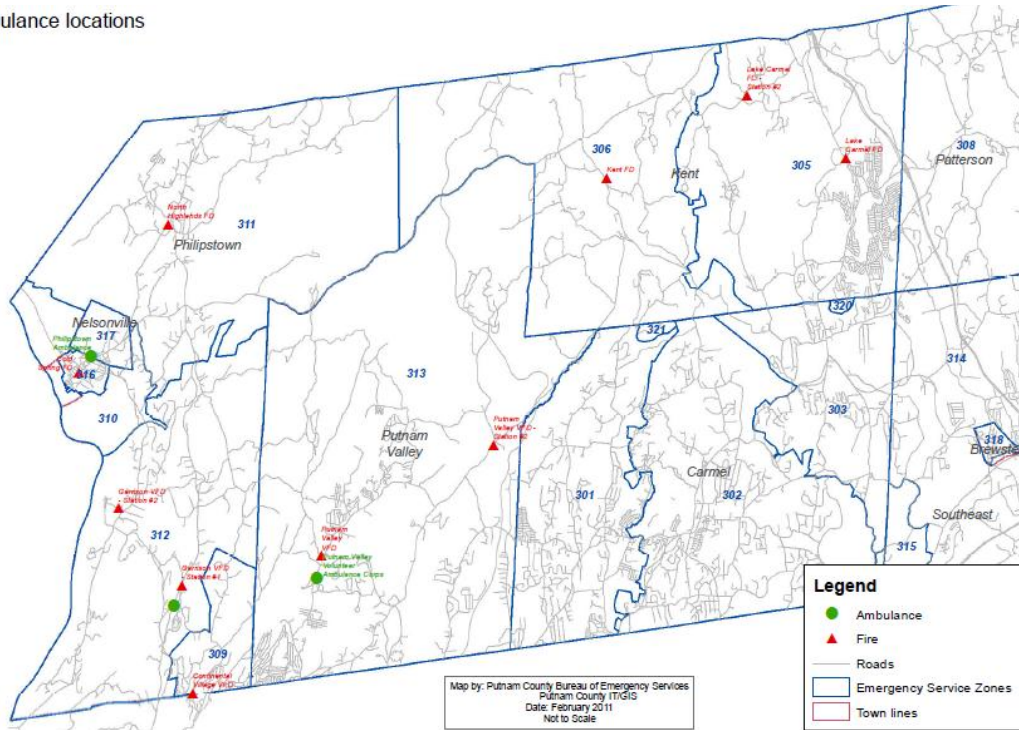 ulance locations
Lake Carmel
FD -
Station #2
308
Patterson
306
305
Lake
Carmel FD
Kent
Kent FD
North
Highlands FD
311
Philipstown
320
Nelsonville
317
321
Philipstown
Ambulance
314
Cold
Spring FD
316
313
310
303
Putnam
Valley VFD -
Station #2
Putnam
Valley
318
Brewste
Carmel
301
302
Garrison VFD
- Station #2
Southeast
312
315
Putnam
Valley
VFD
Putnam Valley
Volunteer
Ambulance Corps
Garrison VFD
- Station #1
309
Continental
Village VFD
Legend
Ambulance
Fire
Roads
Emergency Service Zones
Town lines
Map by: Putnam County Bureau of Emergency Services
Putnam County IT/GIS
Date: February 2011
Not to Scale